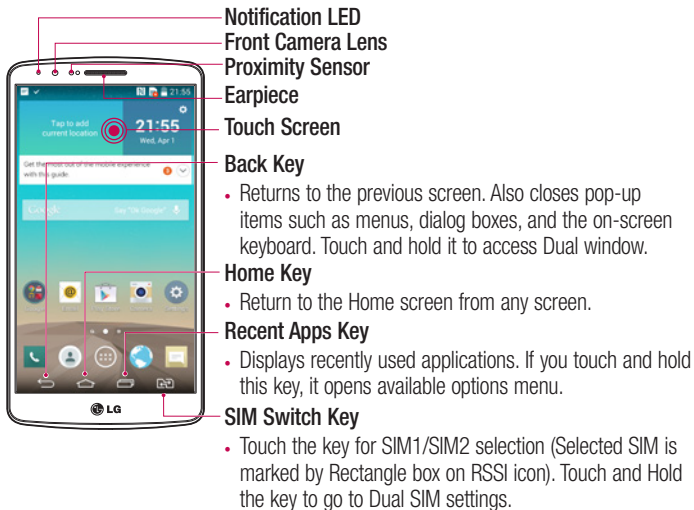 Notification LED
Front Camera Lens
Proximity Sensor
Earpiece
Touch Screen
Back Key
• Returns to the previous screen. Also closes pop-up
items such as menus, dialog boxes, and the on-screen
keyboard. Touch and hold it to access Dual window.
Home Key
• Return to the Home screen from any screen.
Recent Apps Key
• Displays recently used applications. If you touch and hold
this key, it opens available options menu.
SIM Switch Key
• Touch the key for SIM1/SIM2 selection (Selected SIM is
marked by Rectangle box on RSSI icon). Touch and Hold
the key to go to Dual SIM settings.
21:55
Tap to add
current location
21:55
Wed, Apr 1
Get the most out of the mobile experience
with this guide.
Google
Say "Ok Google"
LG